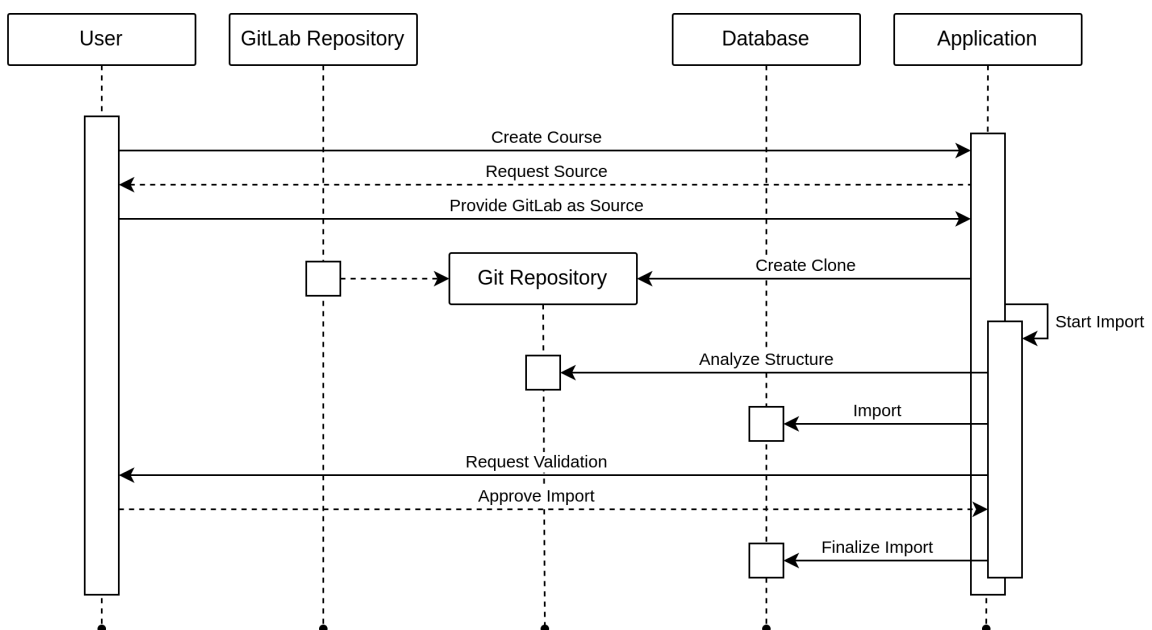 User
GitLab Repository
Database
Application
Create Course
Request Source
Provide GitLab as Source
Git Repository
Create Clone
Start Import
Analyze Structure
Import
Request Validation
Approve Import
Finalize Import